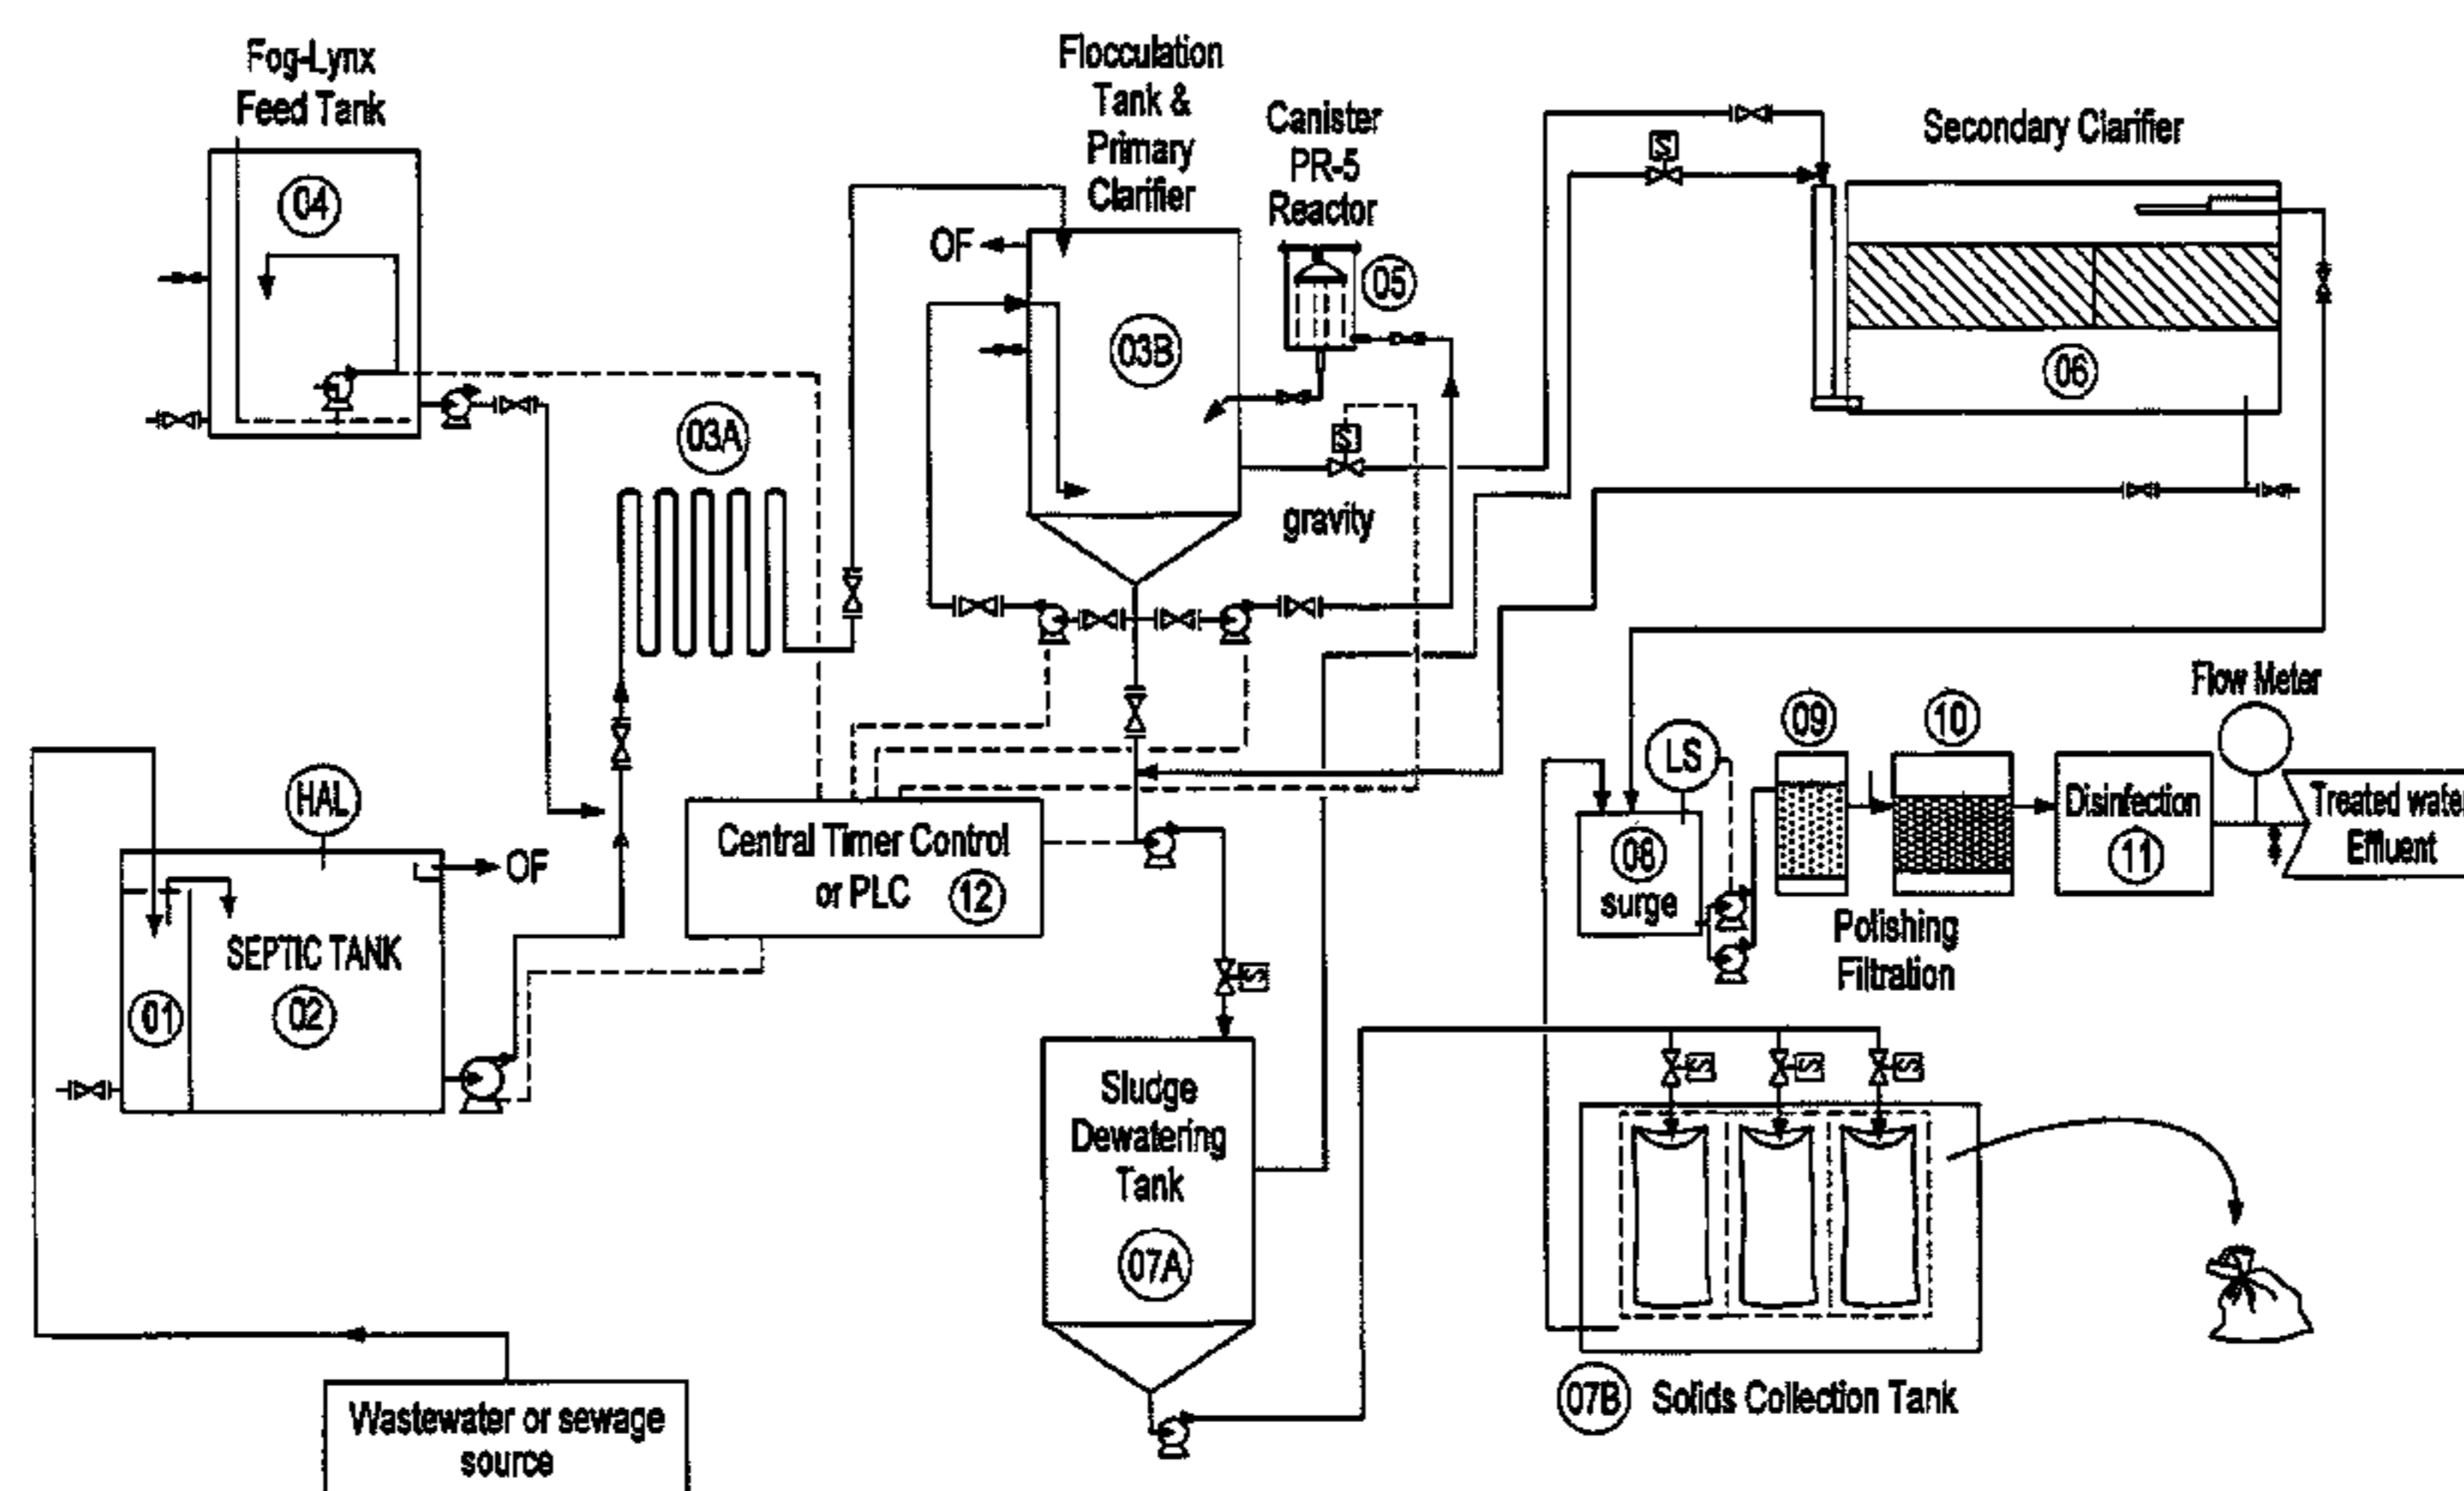 Fog-Lynx
Feed Tank
04
Flocculation
Tank &
Primary
Clarifier
OF
03B
Canister
PR-5
Reactor
05
S
gravity
S
Secondary Clarifier
06
03A
HAL
OF
SEPTIC TANK
01
02
Central Timer Control
or PLC
12
S
Sludge
Dewatering
Tank
07A
LS
08
surge
09
10
Polishing
Filtration
Disinfection
11
Flow Meter
Treated water
Effluent
S
S
S
07B
Solids Collection Tank
Wastewater or sewage
source